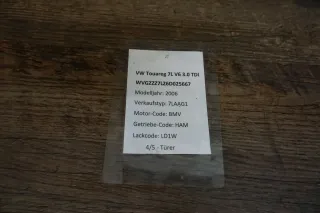 VW Touareg 7L V6 3.0 TDI
WVGZZZ7LZ6D025667
Modelljahr: 2006
Verkaufstyp: 7LAAG1
Motor-Code: BMV
Getriebe-Code: HAM
Lackcode: LD1W
4/5.- Türer